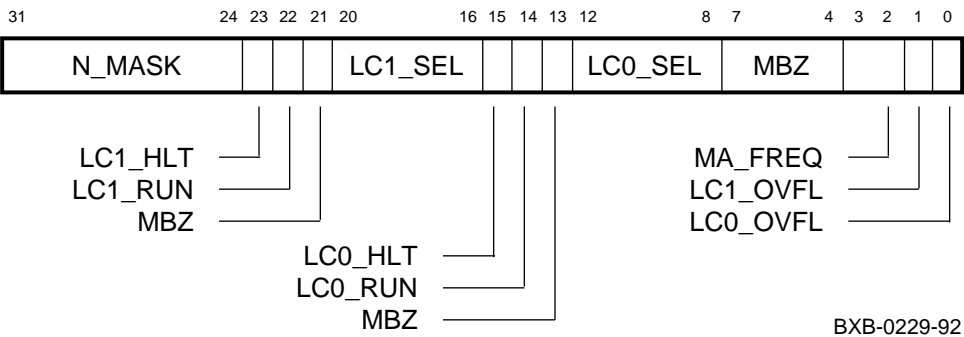 31 24 23 22 21 20 16 15 14 13 12 8 7 4 3 2 1 0
N_MASK LC1_SEL LC0_SEL MBZ
LC1_HLT MA_FREQ
LC1_RUN LC1_OVFL
MBZ LC0_OVFL
LC0_HLT
LC0_RUN
MBZ
BXB-0229-92